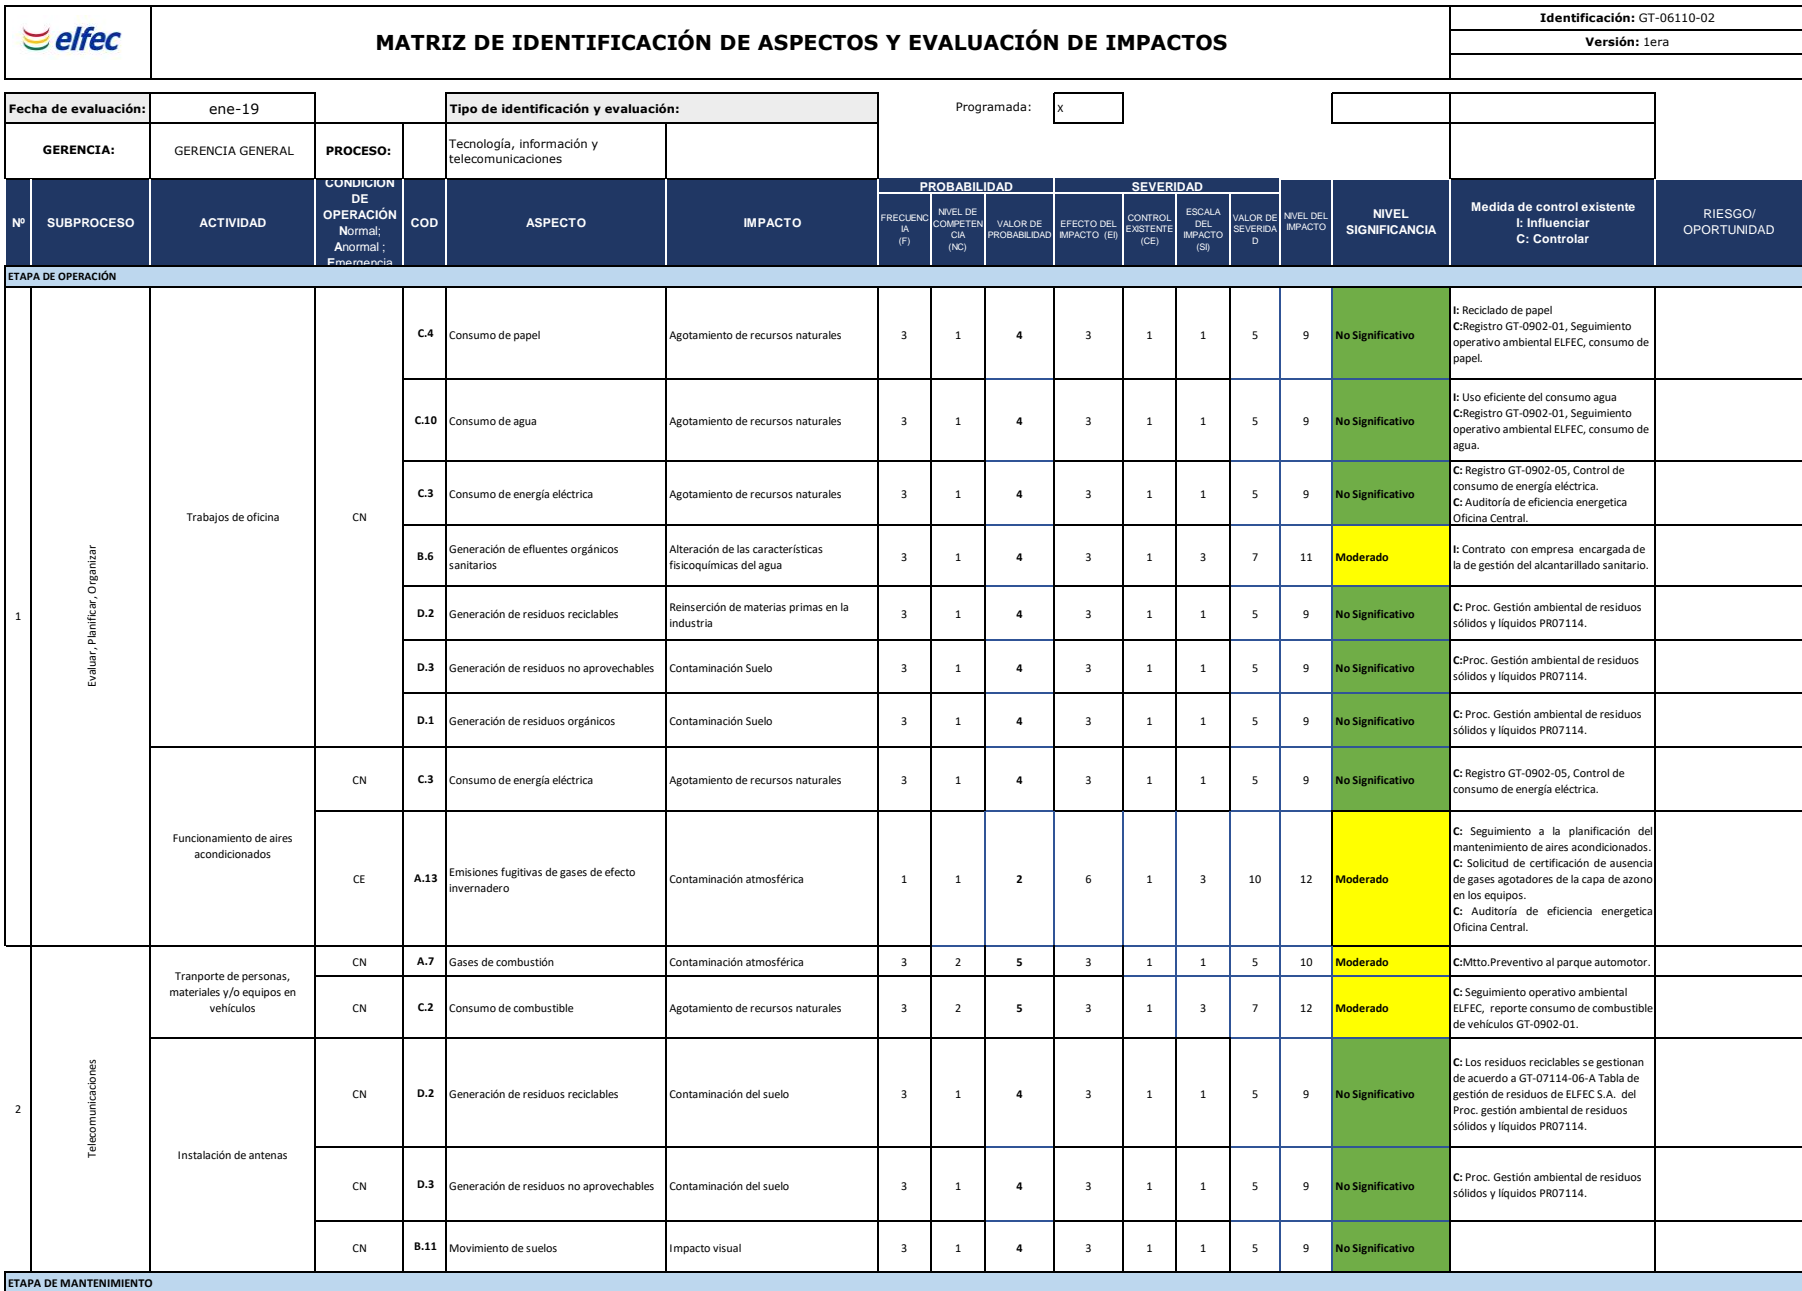 elfec
MATRIZ DE IDENTIFICACIÓN DE ASPECTOS Y EVALUACIÓN DE IMPACTOS
Identificación: GT-06110-02
Versión: 1era
Fecha de evaluación: ene-19 Tipo de identificación y evaluación: Programada: x
GERENCIA: GERENCIA GENERAL PROCESO: Tecnología, información y
telecomunicaciones
PROBABILIDAD SEVERIDAD
Nº
SUBPROCESO
ACTIVIDAD
CONDICIÓN
DE
OPERACIÓN
Normal;
Anormal ;
Emergencia
COD
ASPECTO
IMPACTO
FRECUENC
IA
(F)
NIVEL DE
COMPETEN
CIA
(NC)
VALOR DE
PROBABILIDAD
EFECTO DEL
IMPACTO (EI)
CONTROL
EXISTENTE
(CE)
ESCALA
DEL
IMPACTO
(SI)
VALOR DE
SEVERIDA
D
NIVEL DEL
IMPACTO
NIVEL
SIGNIFICANCIA
Medida de control existente
I: Influenciar
C: Controlar
RIESGO/
OPORTUNIDAD
ETAPA DE OPERACIÓN
1
Evaluar, Planificar, Organizar
Trabajos de oficina
CN
C.4 Consumo de papel Agotamiento de recursos naturales 3 1 4 3 1 1 5 9 No Significativo
I: Reciclado de papel
C:Registro GT-0902-01, Seguimiento
operativo ambiental ELFEC, consumo de
papel.
C.10 Consumo de agua Agotamiento de recursos naturales 3 1 4 3 1 1 5 9 No Significativo
I: Uso eficiente del consumo agua
C:Registro GT-0902-01, Seguimiento
operativo ambiental ELFEC, consumo de
agua.
C.3 Consumo de energía eléctrica Agotamiento de recursos naturales 3 1 4 3 1 1 5 9 No Significativo
C: Registro GT-0902-05, Control de
consumo de energía eléctrica.
C: Auditoría de eficiencia energetica
Oficina Central.
B.6 Generación de efluentes orgánicos
sanitarios
Alteración de las características
fisicoquímicas del agua
3 1 4 3 1 3 7 11 Moderado
I: Contrato con empresa encargada de
la de gestión del alcantarillado sanitario.
D.2 Generación de residuos reciclables
Reinserción de materias primas en la
industria
3 1 4 3 1 1 5 9 No Significativo
C: Proc. Gestión ambiental de residuos
sólidos y líquidos PR07114.
D.3 Generación de residuos no aprovechables Contaminación Suelo 3 1 4 3 1 1 5 9 No Significativo
C:Proc. Gestión ambiental de residuos
sólidos y líquidos PR07114.
D.1 Generación de residuos orgánicos Contaminación Suelo 3 1 4 3 1 1 5 9 No Significativo
C: Proc. Gestión ambiental de residuos
sólidos y líquidos PR07114.
Funcionamiento de aires
acondicionados
CN C.3 Consumo de energía eléctrica Agotamiento de recursos naturales 3 1 4 3 1 1 5 9 No Significativo
C: Registro GT-0902-05, Control de
consumo de energía eléctrica.
CE A.13 Emisiones fugitivas de gases de efecto
invernadero
Contaminación atmosférica 1 1 2 6 1 3 10 12 Moderado
C: Seguimiento a la planificación del
mantenimiento de aires acondicionados.
C: Solicitud de certificación de ausencia
de gases agotadores de la capa de azono
en los equipos.
C: Auditoría de eficiencia energetica
Oficina Central.
2
Telecomunicaciones
Tranporte de personas,
materiales y/o equipos en
vehículos
CN A.7 Gases de combustión Contaminación atmosférica 3 2 5 3 1 1 5 10 Moderado C:Mtto.Preventivo al parque automotor.
CN C.2 Consumo de combustible Agotamiento de recursos naturales 3 2 5 3 1 3 7 12 Moderado
C: Seguimiento operativo ambiental
ELFEC, reporte consumo de combustible
de vehículos GT-0902-01.
Instalación de antenas
CN D.2 Generación de residuos reciclables Contaminación del suelo 3 1 4 3 1 1 5 9 No Significativo
C: Los residuos reciclables se gestionan
de acuerdo a GT-07114-06-A Tabla de
gestión de residuos de ELFEC S.A. del
Proc. gestión ambiental de residuos
sólidos y líquidos PR07114.
CN D.3 Generación de residuos no aprovechables Contaminación del suelo 3 1 4 3 1 1 5 9 No Significativo
C: Proc. Gestión ambiental de residuos
sólidos y líquidos PR07114.
CN B.11 Movimiento de suelos Impacto visual 3 1 4 3 1 1 5 9 No Significativo
ETAPA DE MANTENIMIENTO